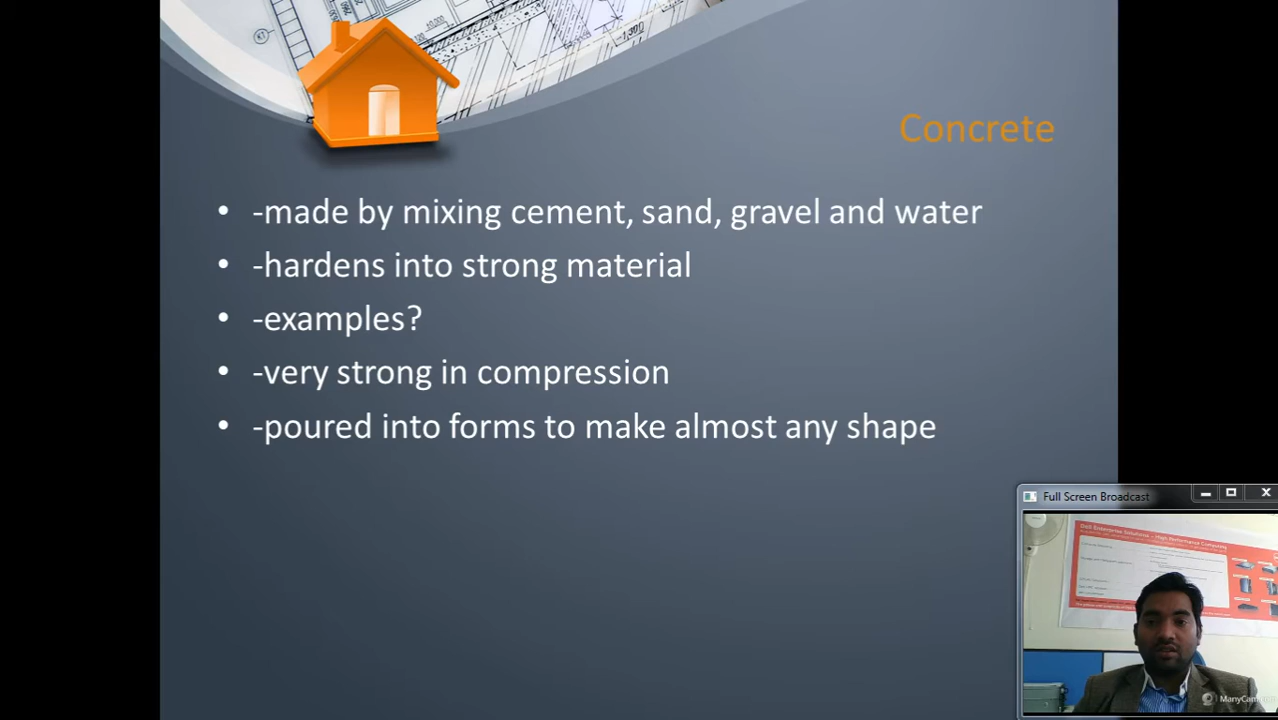 Concrete
• -made by mixing cement, sand, gravel and water
• -hardens into strong material
• -examples?
• -very strong in compression
• -poured into forms to make almost any shape
Full Screen Broadcast
ManyCam